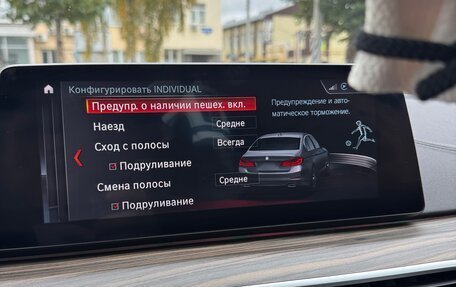 Конфигурировать INDIVIDUAL
Предупр. о наличии пешех. вкл.
Наезд
Средне
Сход с полосы
Всегда
Подруливание
Смена полосы
Средне
Подруливание
Предупреждение и авто-
матическое торможение.